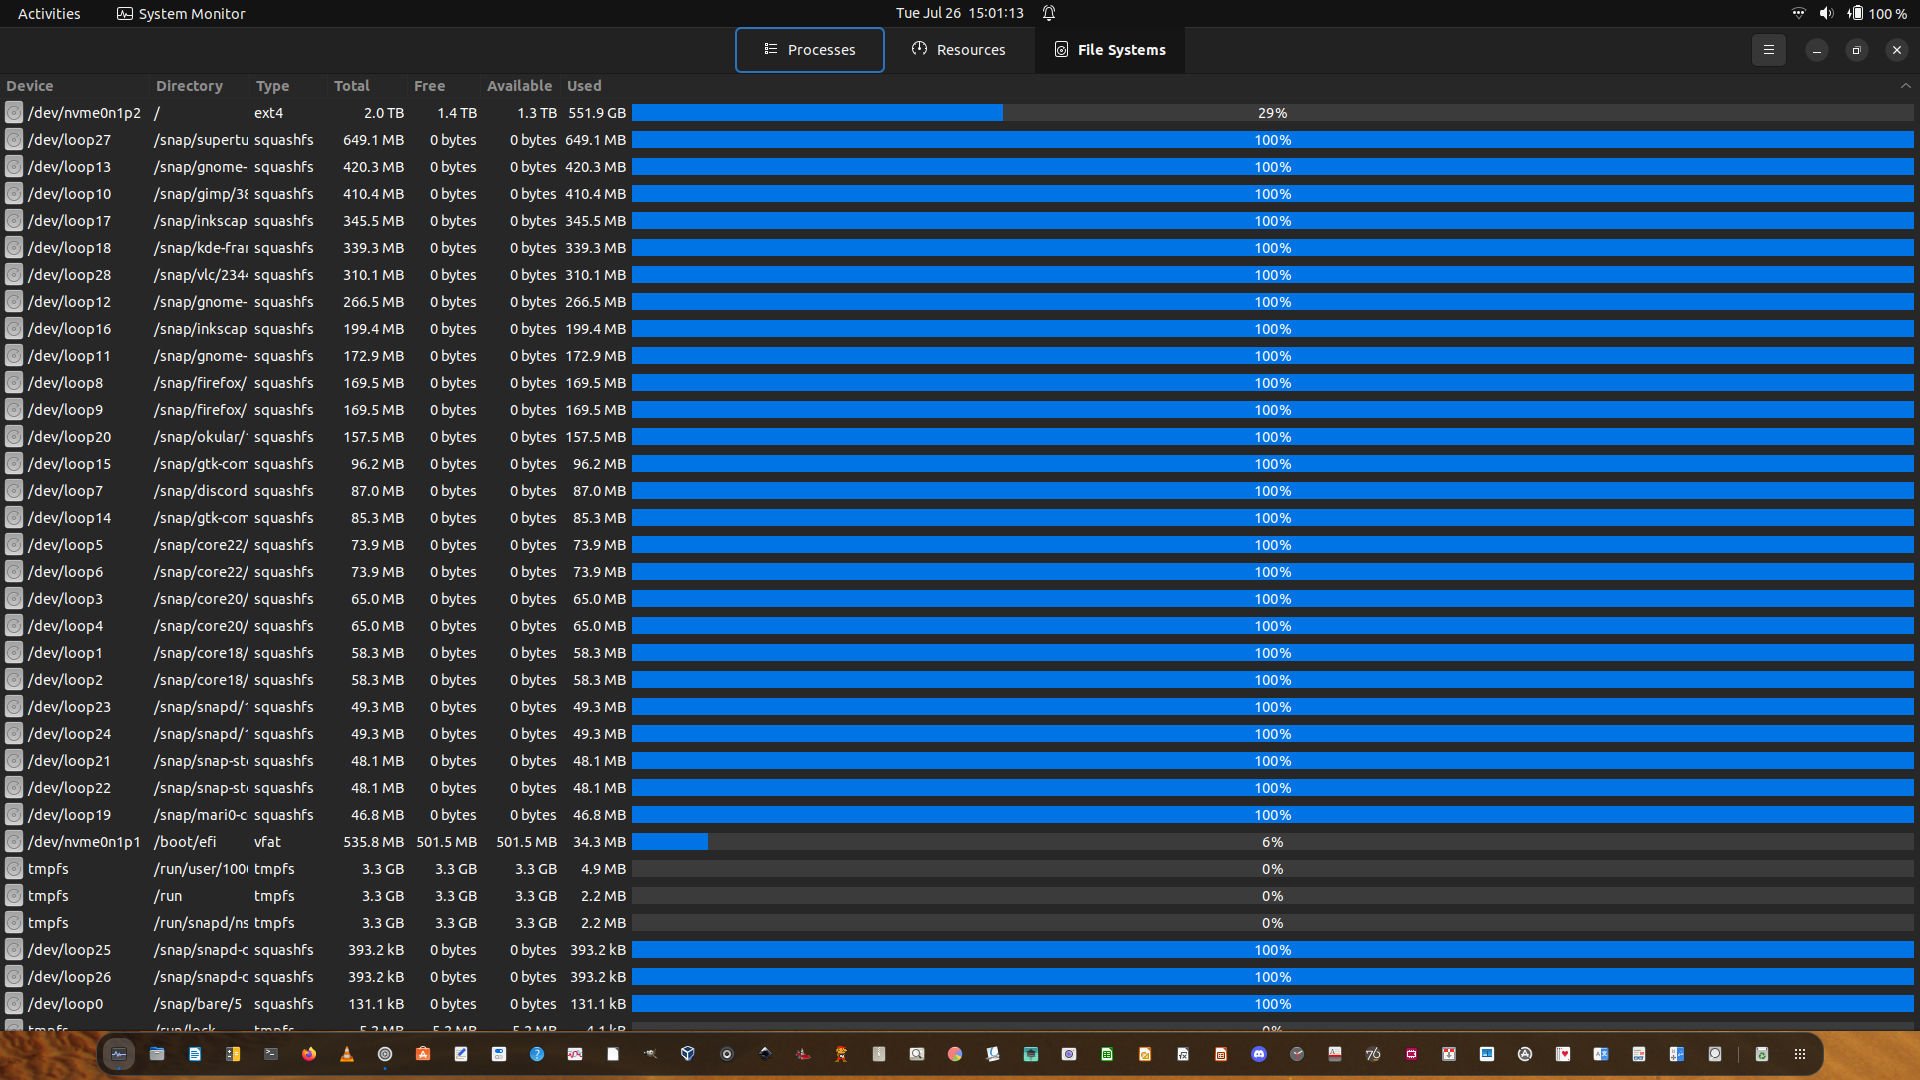 Activities System Monitor Tue Jul 26 15:01:13 100 %
Processes Resources File Systems
Device Directory Type Total Free Available Used
/dev/nvme0n1p2 / ext4 2.0 TB 1.4 TB 1.3 TB 551.9 GB 29%
/dev/loop27 /snap/supertu squashfs 649.1 MB 0 bytes 0 bytes 649.1 MB 100%
/dev/loop13 /snap/gnome- squashfs 420.3 MB 0 bytes 0 bytes 420.3 MB 100%
/dev/loop10 /snap/gimp/38 squashfs 410.4 MB 0 bytes 0 bytes 410.4 MB 100%
/dev/loop17 /snap/inkscap squashfs 345.5 MB 0 bytes 0 bytes 345.5 MB 100%
/dev/loop18 /snap/kde-fra squashfs 339.3 MB 0 bytes 0 bytes 339.3 MB 100%
/dev/loop28 /snap/vlc/2344 squashfs 310.1 MB 0 bytes 0 bytes 310.1 MB 100%
/dev/loop12 /snap/gnome- squashfs 266.5 MB 0 bytes 0 bytes 266.5 MB 100%
/dev/loop16 /snap/inkscap squashfs 199.4 MB 0 bytes 0 bytes 199.4 MB 100%
/dev/loop11 /snap/gnome- squashfs 172.9 MB 0 bytes 0 bytes 172.9 MB 100%
/dev/loop8 /snap/firefox/ squashfs 169.5 MB 0 bytes 0 bytes 169.5 MB 100%
/dev/loop9 /snap/firefox/ squashfs 169.5 MB 0 bytes 0 bytes 169.5 MB 100%
/dev/loop20 /snap/okular/ squashfs 157.5 MB 0 bytes 0 bytes 157.5 MB 100%
/dev/loop15 /snap/gtk-com squashfs 96.2 MB 0 bytes 0 bytes 96.2 MB 100%
/dev/loop7 /snap/discord squashfs 87.0 MB 0 bytes 0 bytes 87.0 MB 100%
/dev/loop14 /snap/gtk-com squashfs 85.3 MB 0 bytes 0 bytes 85.3 MB 100%
/dev/loop5 /snap/core22/ squashfs 73.9 MB 0 bytes 0 bytes 73.9 MB 100%
/dev/loop6 /snap/core22/ squashfs 73.9 MB 0 bytes 0 bytes 73.9 MB 100%
/dev/loop3 /snap/core20/ squashfs 65.0 MB 0 bytes 0 bytes 65.0 MB 100%
/dev/loop4 /snap/core20/ squashfs 65.0 MB 0 bytes 0 bytes 65.0 MB 100%
/dev/loop1 /snap/core18/ squashfs 58.3 MB 0 bytes 0 bytes 58.3 MB 100%
/dev/loop2 /snap/core18/ squashfs 58.3 MB 0 bytes 0 bytes 58.3 MB 100%
/dev/loop23 /snap/snapd/ squashfs 49.3 MB 0 bytes 0 bytes 49.3 MB 100%
/dev/loop24 /snap/snapd/ squashfs 49.3 MB 0 bytes 0 bytes 49.3 MB 100%
/dev/loop21 /snap/snap-st squashfs 48.1 MB 0 bytes 0 bytes 48.1 MB 100%
/dev/loop22 /snap/snap-st squashfs 48.1 MB 0 bytes 0 bytes 48.1 MB 100%
/dev/loop19 /snap/mari0-c squashfs 46.8 MB 0 bytes 0 bytes 46.8 MB 100%
/dev/nvme0n1p1 /boot/efi vfat 535.8 MB 501.5 MB 501.5 MB 34.3 MB 6%
tmpfs /run/user/1000 tmpfs 3.3 GB 3.3 GB 3.3 GB 4.9 MB 0%
tmpfs /run tmpfs 3.3 GB 3.3 GB 3.3 GB 2.2 MB 0%
tmpfs /run/snapd/ns tmpfs 3.3 GB 3.3 GB 3.3 GB 2.2 MB 0%
/dev/loop25 /snap/snapd-c squashfs 393.2 kB 0 bytes 0 bytes 393.2 kB 100%
/dev/loop26 /snap/snapd-c squashfs 393.2 kB 0 bytes 0 bytes 393.2 kB 100%
/dev/loop0 /snap/bare/5 squashfs 131.1 kB 0 bytes 0 bytes 131.1 kB 100%
tmpfs /run/lock tmpfs 5.2 MB 5.2 MB 5.2 MB 4.1 kB 0%